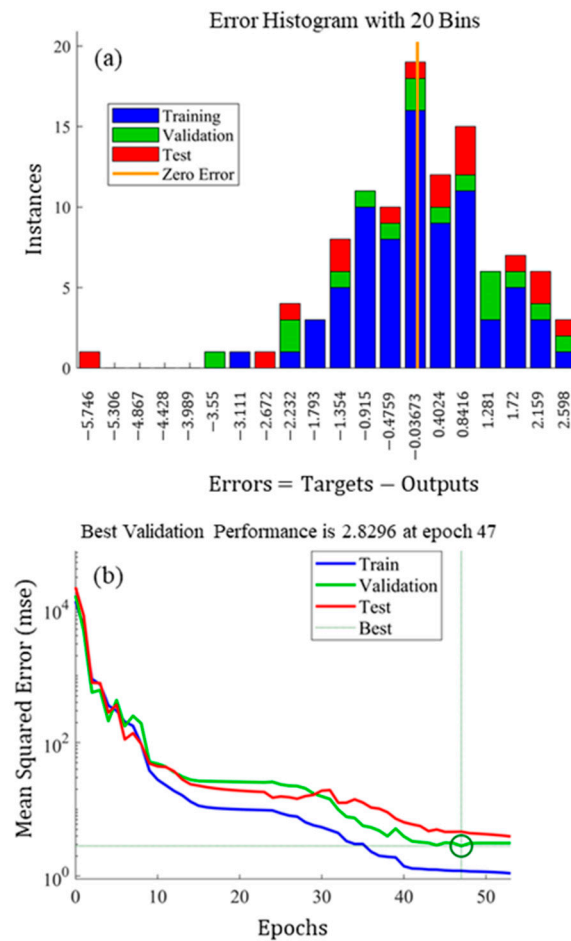 Error Histogram with 20 Bins
(a)
Training
Validation
Test
Zero Error
Instances
20
15
10
5
0
−5.746
−5.306
−4.867
−4.428
−3.989
−3.55
−3.111
−2.672
−2.232
−1.793
−1.354
−0.915
−0.4759
−0.03673
0.4024
0.8416
1.281
1.72
2.159
2.598
Errors = Targets − Outputs
Best Validation Performance is 2.8296 at epoch 47
(b)
Train
Validation
Test
Best
Mean Squared Error (mse)
10^4
10^2
10^0
0
10
20
30
40
50
Epochs